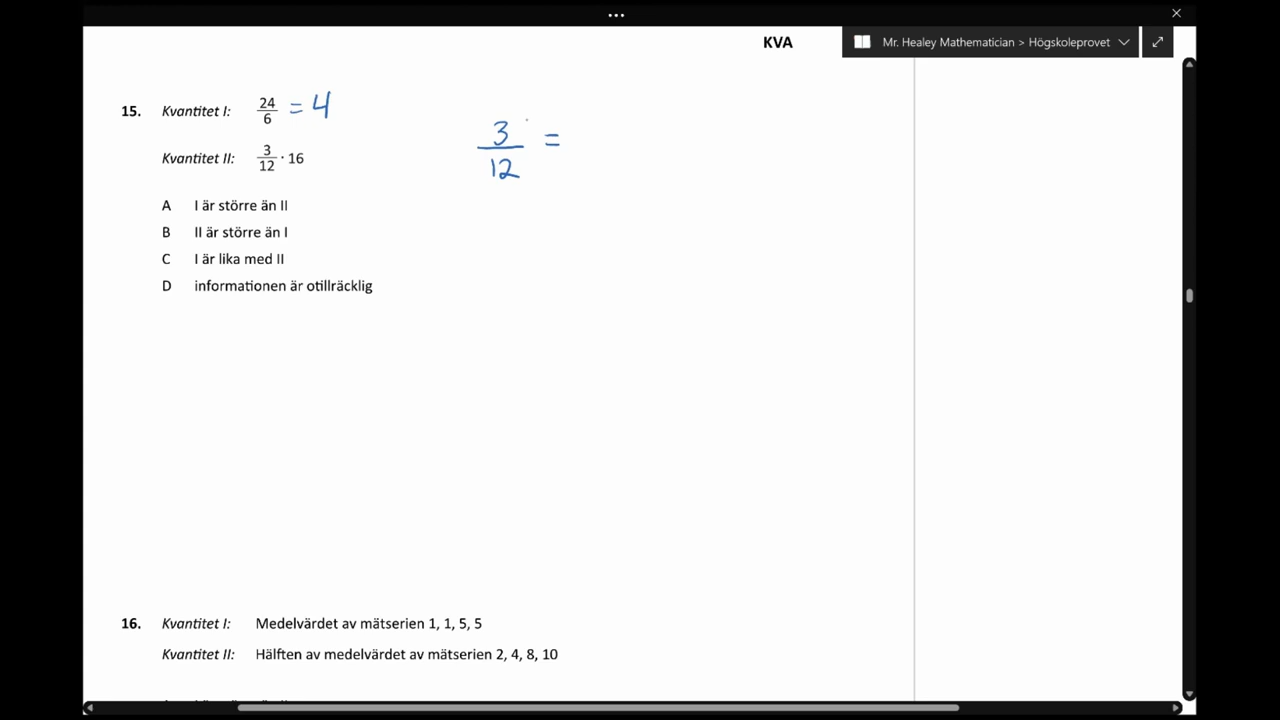 KVA
Mr. Healey Mathematician > Högskoleprovet
15. Kvantitet I: 24/6 = 4
3/12 =
Kvantitet II: 3/12 · 16
A I är större än II
B II är större än I
C I är lika med II
D informationen är otillräcklig
16. Kvantitet I: Medelvärdet av mätserien 1, 1, 5, 5
Kvantitet II: Hälften av medelvärdet av mätserien 2, 4, 8, 10